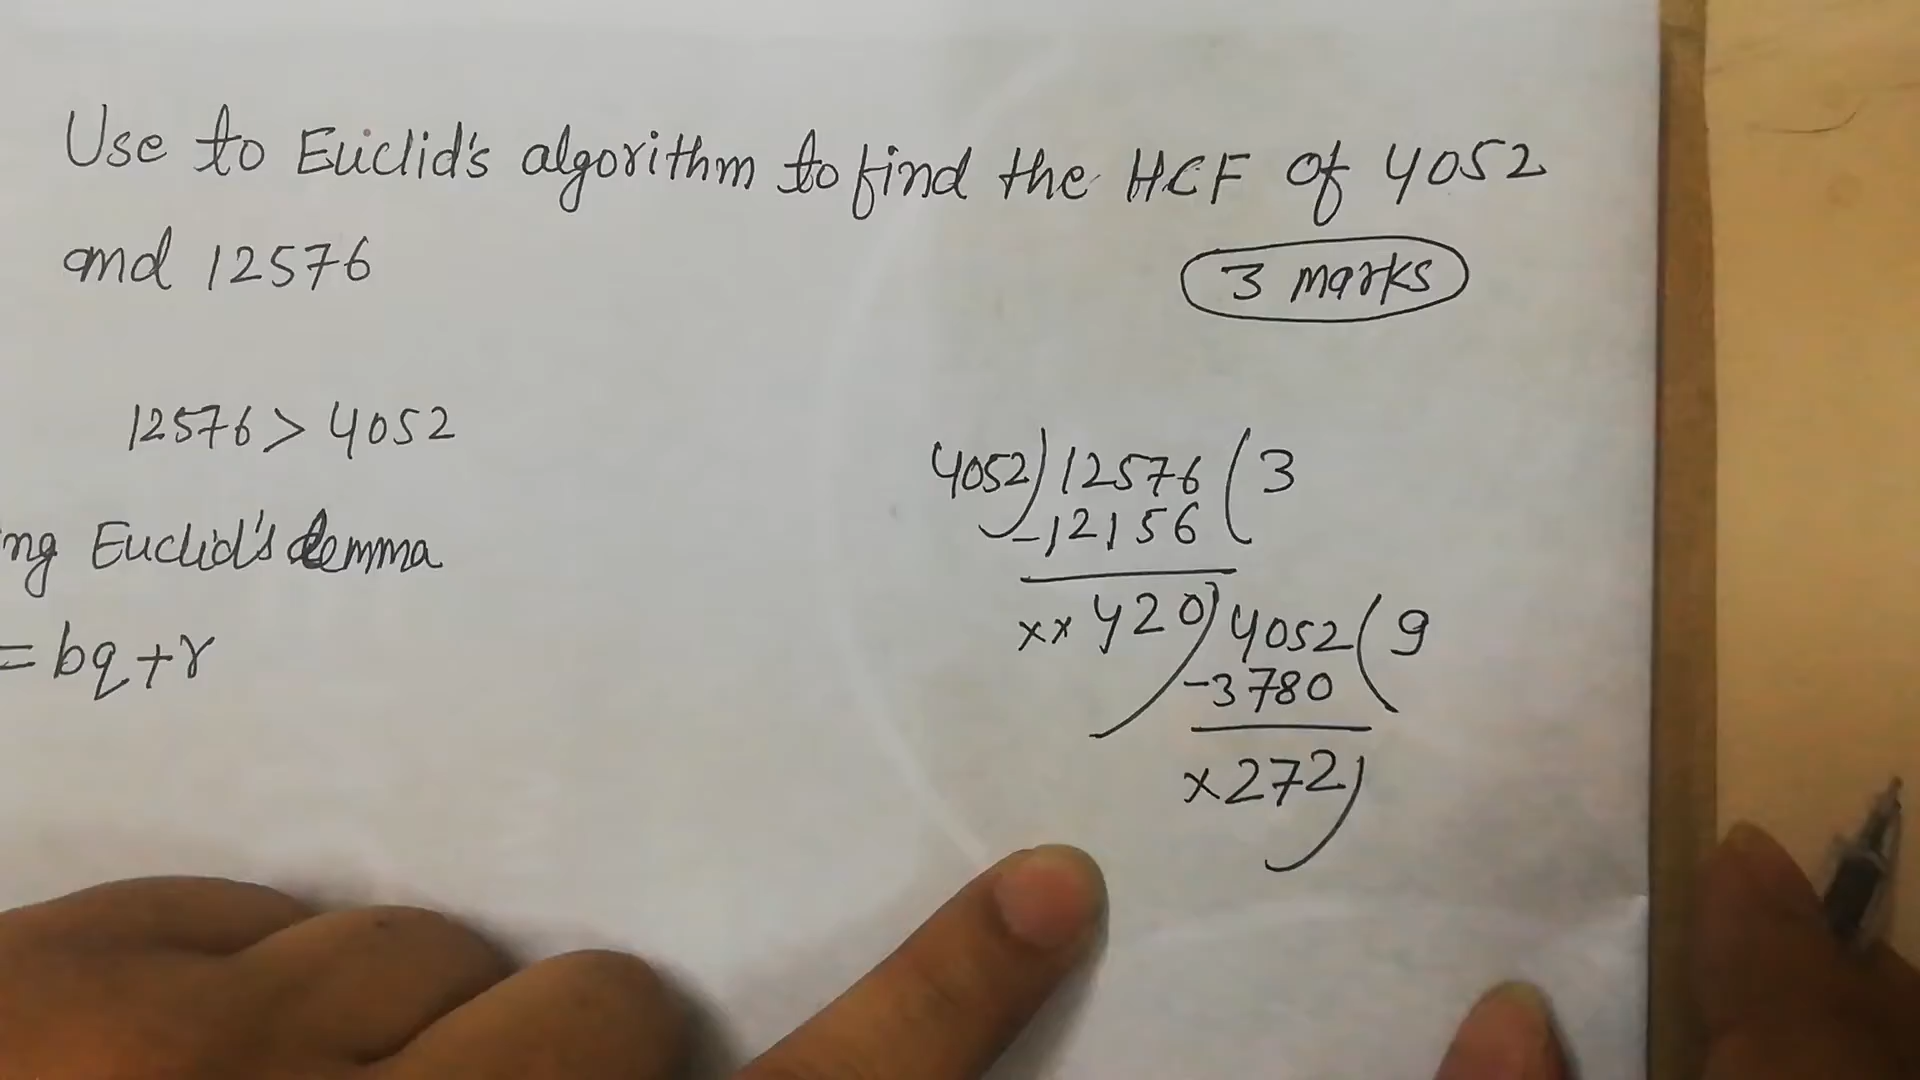 Use to Euclid's algorithm to find the HCF of 4052
and 12576
3 marks
12576 > 4052
ng Euclid's Lemma
= bq + r
4052) 12576 (3
-12156
xx 420) 4052 (9
-3780
x272)